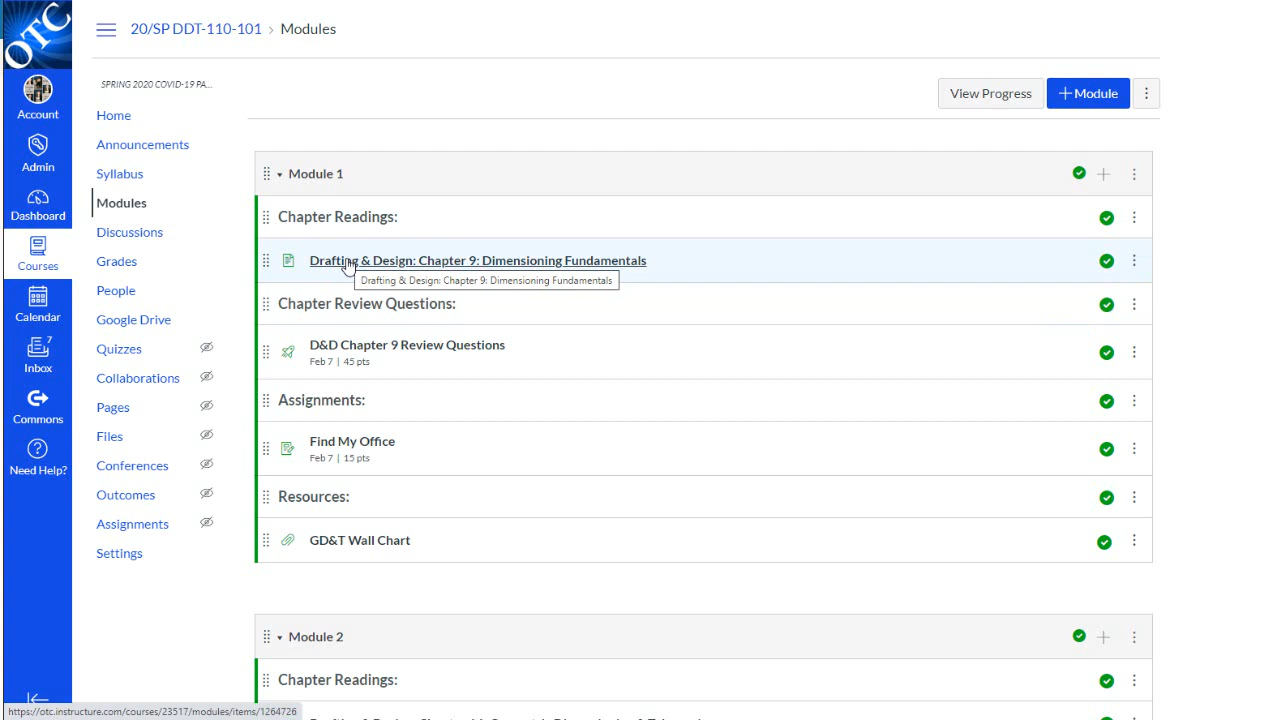 OTC
20/SP DDT-110-101 > Modules
SPRING 2020 COVID-19 PA...
View Progress
Module
Account
Admin
Dashboard
Courses
Calendar
7
Inbox
Commons
Need Help?
Home
Announcements
Syllabus
Modules
Discussions
Grades
People
Google Drive
Quizzes
Collaborations
Pages
Files
Conferences
Outcomes
Assignments
Settings
Module 1
Chapter Readings:
Drafting & Design: Chapter 9: Dimensioning Fundamentals
Drafting & Design: Chapter 9: Dimensioning Fundamentals
Chapter Review Questions:
D&D Chapter 9 Review Questions
Feb 7 | 45 pts
Assignments:
Find My Office
Feb 7 | 15 pts
Resources:
GD&T Wall Chart
Module 2
Chapter Readings:
https://otc.instructure.com/courses/23517/modules/items/1264726